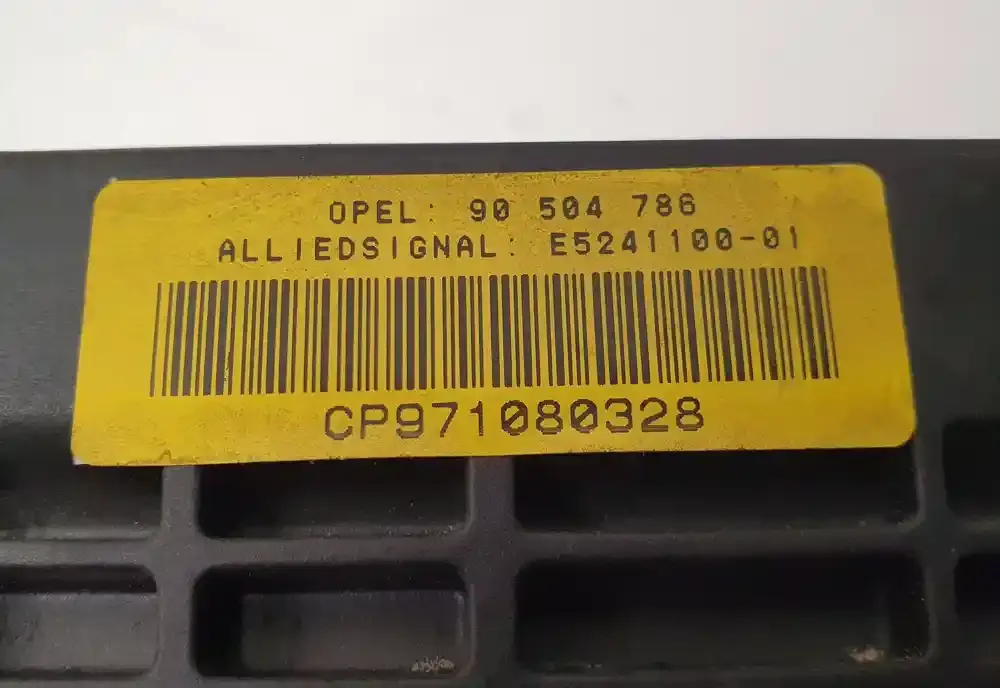 OPEL: 90 504 786
ALLIEDSIGNAL: E5241100-01
CP971080328